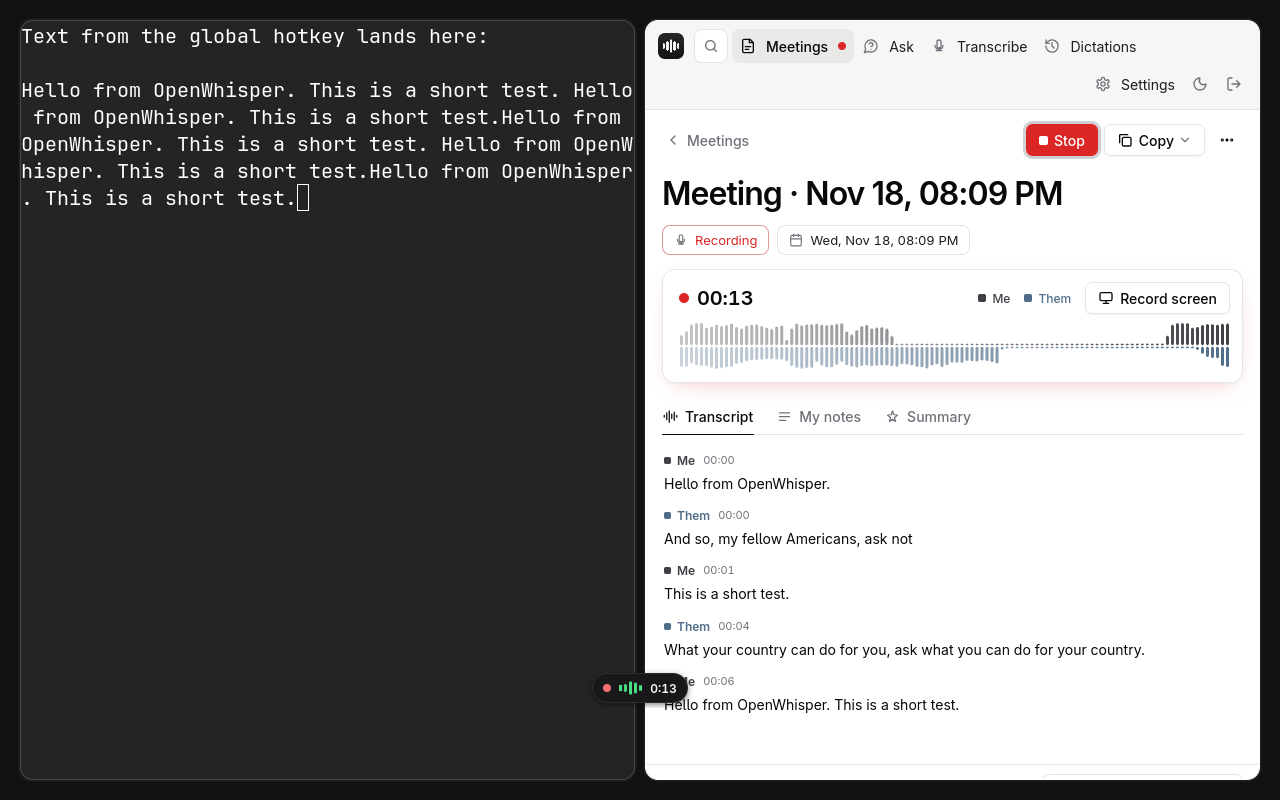 Text from the global hotkey lands here:
Hello from OpenWhisper. This is a short test. Hello
from OpenWhisper. This is a short test.Hello from
OpenWhisper. This is a short test. Hello from OpenW
hisper. This is a short test.Hello from OpenWhisper
. This is a short test.
Meetings
Ask
Transcribe
Dictations
Settings
Meetings
Stop
Copy
Meeting · Nov 18, 08:09 PM
Recording
Wed, Nov 18, 08:09 PM
00:13
Me
Them
Record screen
Transcript
My notes
Summary
Me 00:00
Hello from OpenWhisper.
Them 00:00
And so, my fellow Americans, ask not
Me 00:01
This is a short test.
Them 00:04
What your country can do for you, ask what you can do for your country.
00:06
0:13
Hello from OpenWhisper. This is a short test.